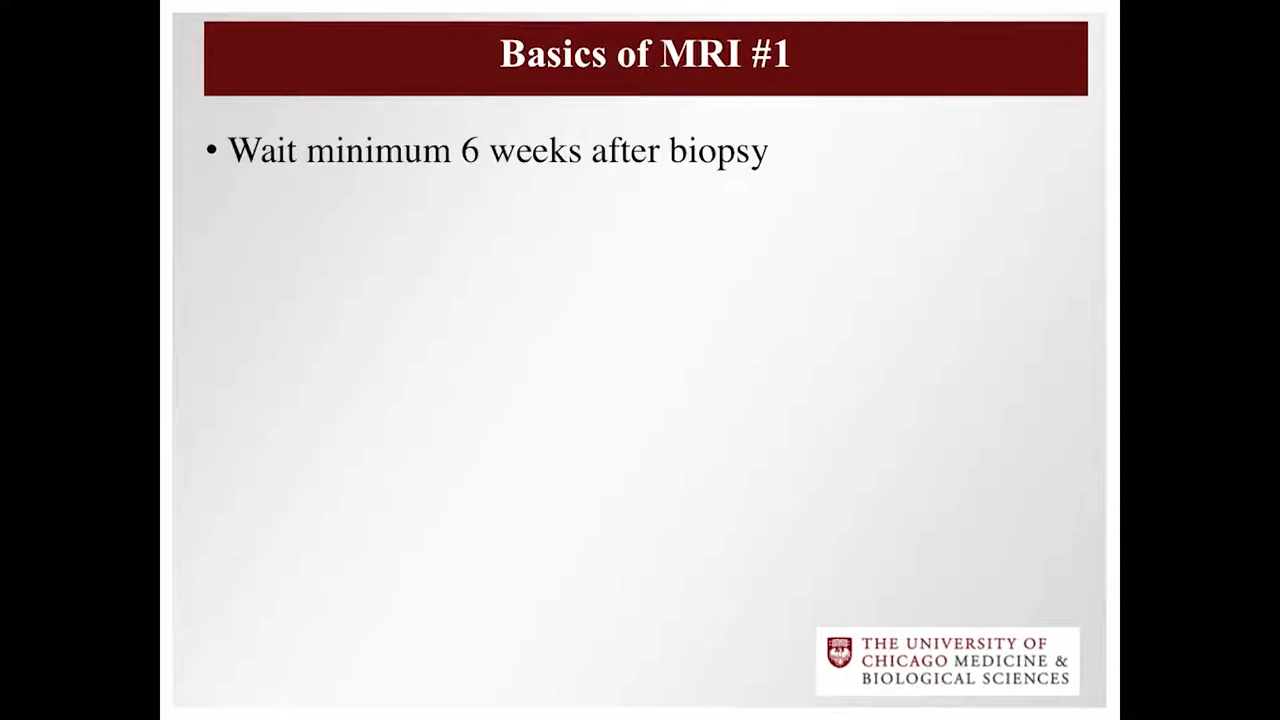 Basics of MRI #1
• Wait minimum 6 weeks after biopsy
THE UNIVERSITY OF
CHICAGO MEDICINE &
BIOLOGICAL SCIENCES